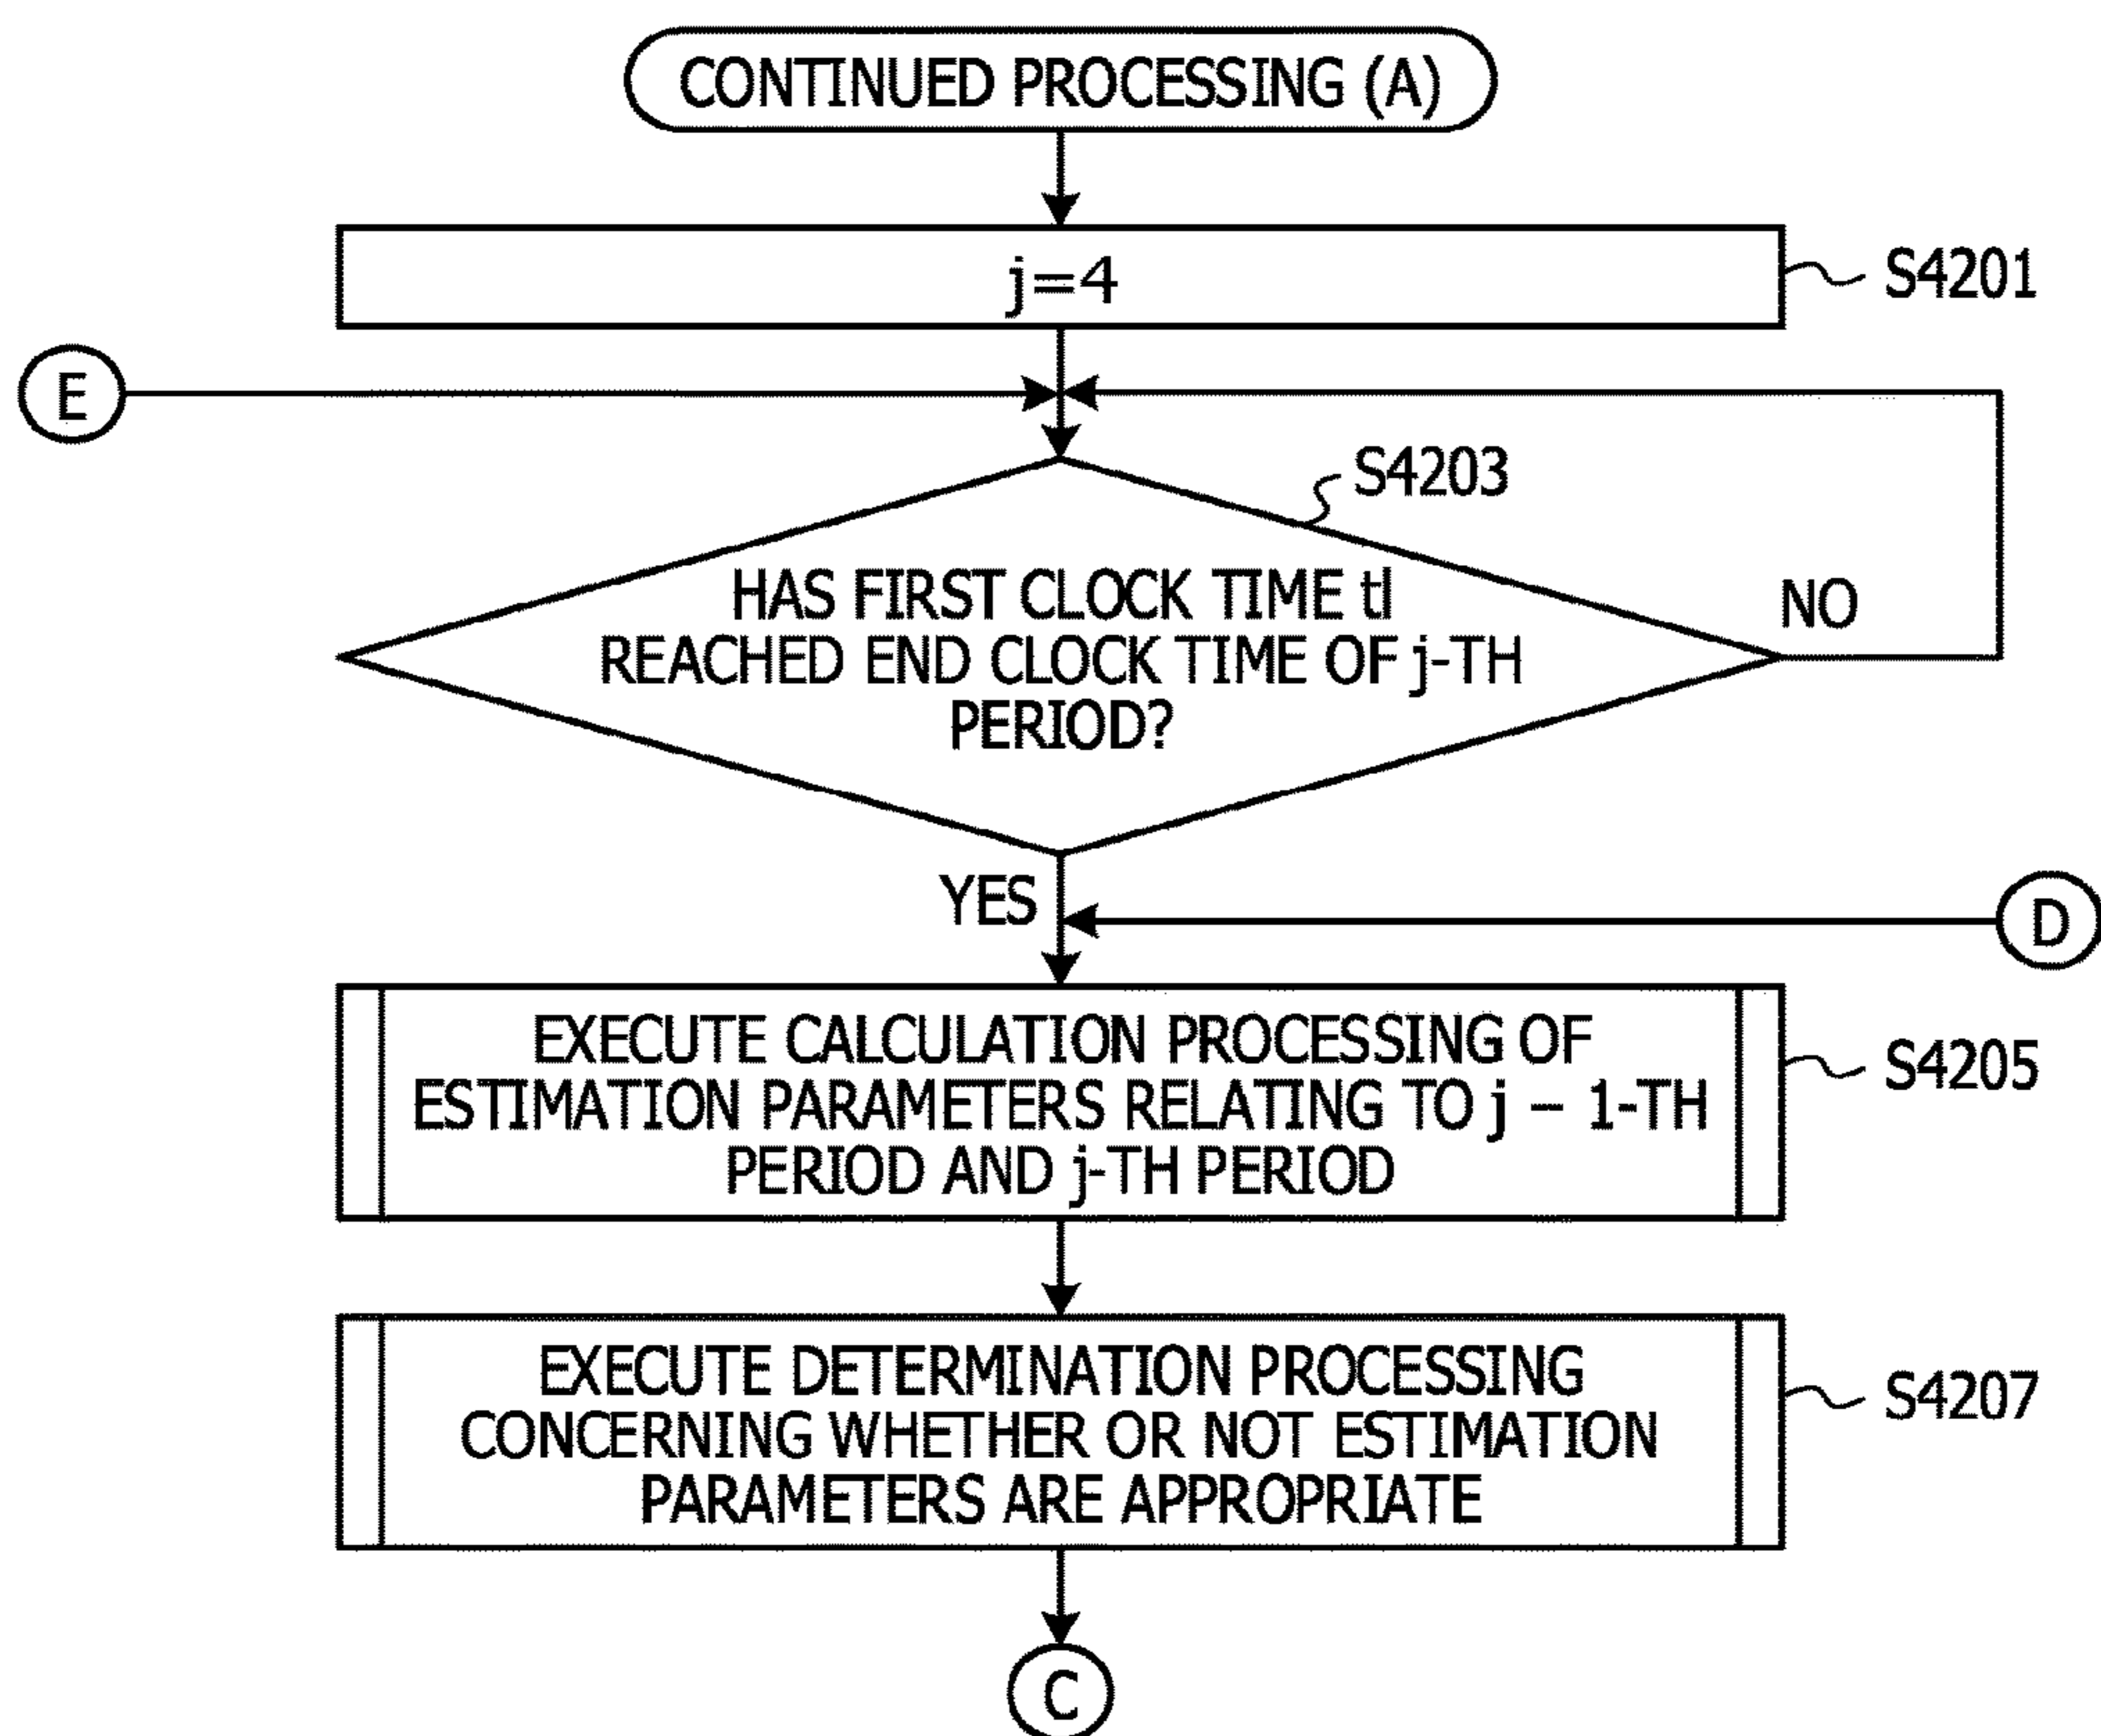 CONTINUED PROCESSING (A)
j=4
S4201
E
S4203
HAS FIRST CLOCK TIME tl
REACHED END CLOCK TIME OF j-TH
PERIOD?
NO
YES
D
EXECUTE CALCULATION PROCESSING OF
ESTIMATION PARAMETERS RELATING TO j – 1-TH
PERIOD AND j-TH PERIOD
S4205
EXECUTE DETERMINATION PROCESSING
CONCERNING WHETHER OR NOT ESTIMATION
PARAMETERS ARE APPROPRIATE
S4207
C